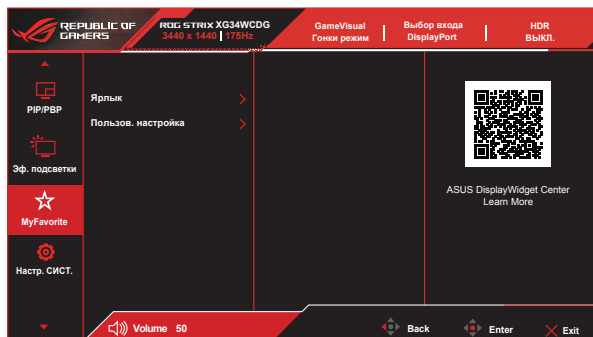 REPUBLIC OF
GAMERS
ROG STRIX XG34WCDG
3440 x 1440 | 175Hz
GameVisual
Гонки режим
Выбор входа
DisplayPort
HDR
ВЫКЛ.
PIP/PBP
Эф. подсветки
MyFavorite
Настр. СИСТ.
Ярлык
Пользов. настройка
ASUS DisplayWidget Center
Learn More
Volume 50
Back
Enter
Exit